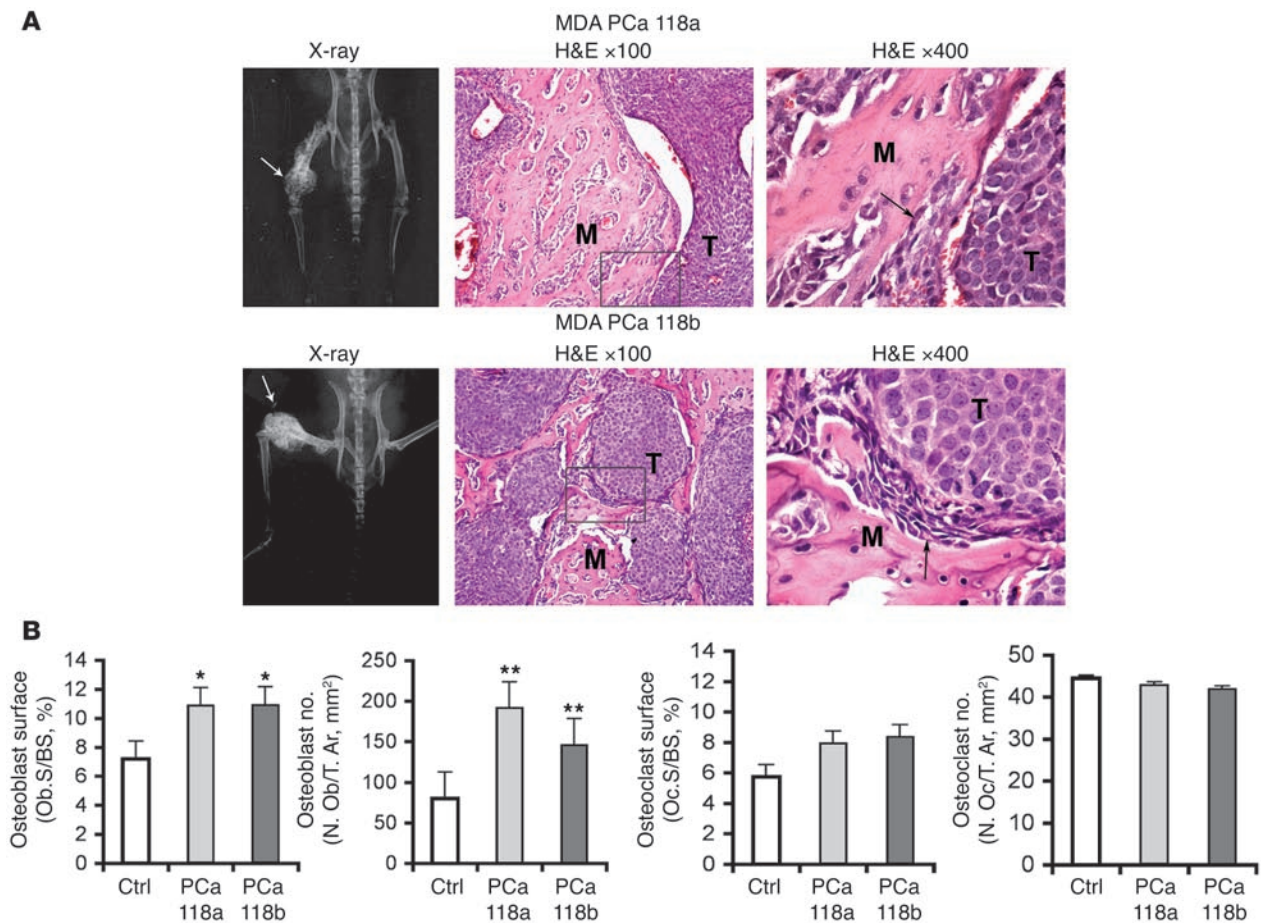 A
MDA PCa 118a
X-ray
H&E ×100
H&E ×400
M
T
M
T
MDA PCa 118b
X-ray
H&E ×100
H&E ×400
T
M
T
M
B
Osteoblast surface
(Ob.S/BS, %)
14
12
10
8
6
4
2
0
*
*
Ctrl
PCa
118a
PCa
118b
Osteoblast no.
(N. Ob/T. Ar, mm²)
250
200
150
100
50
0
**
**
Ctrl
PCa
118a
PCa
118b
Osteoclast surface
(Oc.S/BS, %)
14
12
10
8
6
4
2
0
Ctrl
PCa
118a
PCa
118b
Osteoclast no.
(N. Oc/T. Ar, mm²)
50
40
30
20
10
0
Ctrl
PCa
118a
PCa
118b